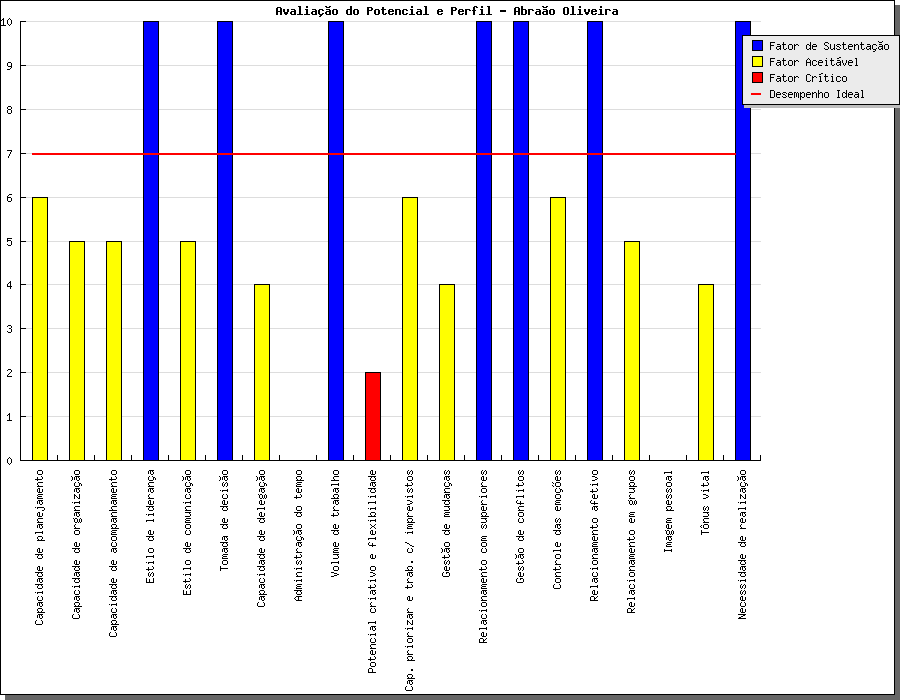 Avaliação do Potencial e Perfil - Abraão Oliveira
10
9
8
7
6
5
4
3
2
1
0
Fator de Sustentação
Fator Aceitável
Fator Crítico
Desempenho Ideal
Capacidade de planejamento
Capacidade de organização
Capacidade de acompanhamento
Estilo de liderança
Estilo de comunicação
Tomada de decisão
Capacidade de delegação
Administração do tempo
Volume de trabalho
Potencial criativo e flexibilidade
Cap. priorizar e trab. c/ imprevistos
Gestão de mudanças
Relacionamento com superiores
Gestão de conflitos
Controle das emoções
Relacionamento afetivo
Relacionamento em grupos
Imagem pessoal
Tônus vital
Necessidade de realização